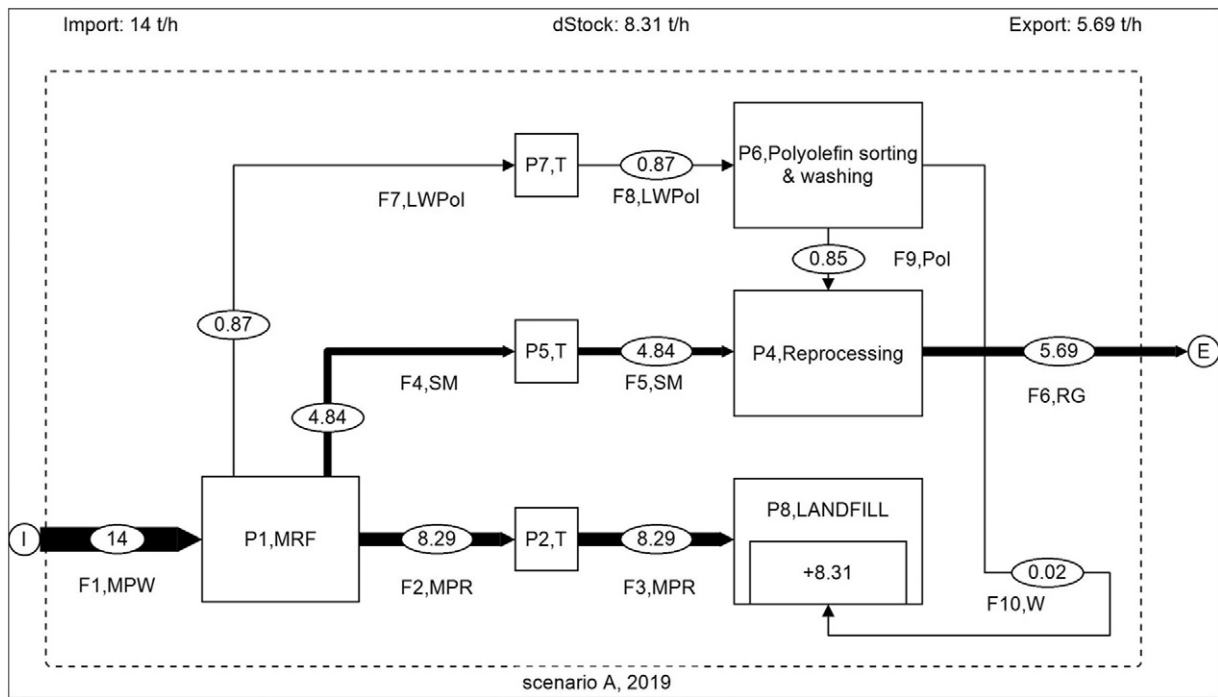 Import: 14 t/h
dStock: 8.31 t/h
Export: 5.69 t/h
P7,T
0.87
P6,Polyolefin sorting
& washing
F7,LWPol
F8,LWPol
0.85
F9,Pol
0.87
P5,T
4.84
P4,Reprocessing
5.69
E
F4,SM
F5,SM
F6,RG
4.84
P8,LANDFILL
I
14
P1,MRF
8.29
P2,T
8.29
+8.31
0.02
F1,MPW
F2,MPR
F3,MPR
F10,W
scenario A, 2019